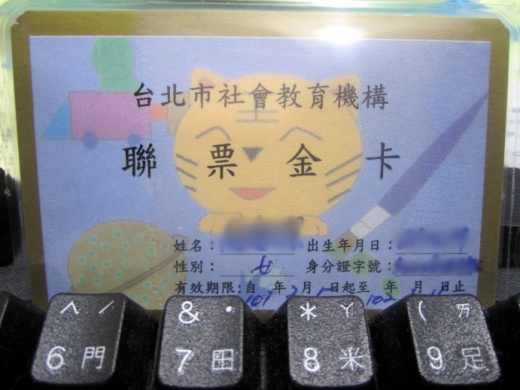 台北市社會教育機構
聯票金卡
姓名： 出生年月日：
性別： 女 身分證字號：
有效期限:自 年 月 日起至 年 月 日止
101 102
^ ˊ & ˙ * ㄚ ( ㄞ
6 門 7 田 8 米 9 足